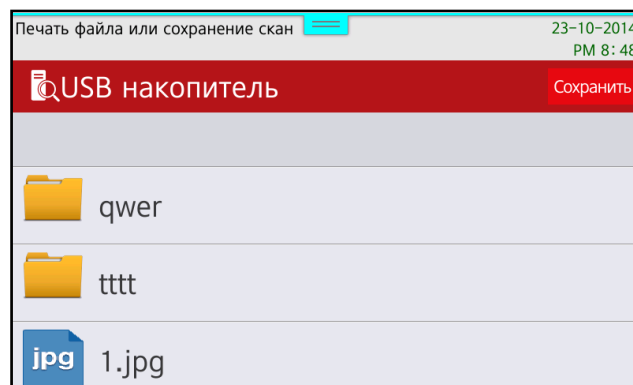 Печать файла или сохранение скан
23-10-2014
PM 8:48
USB накопитель
Сохранить
qwer
tttt
jpg
1.jpg